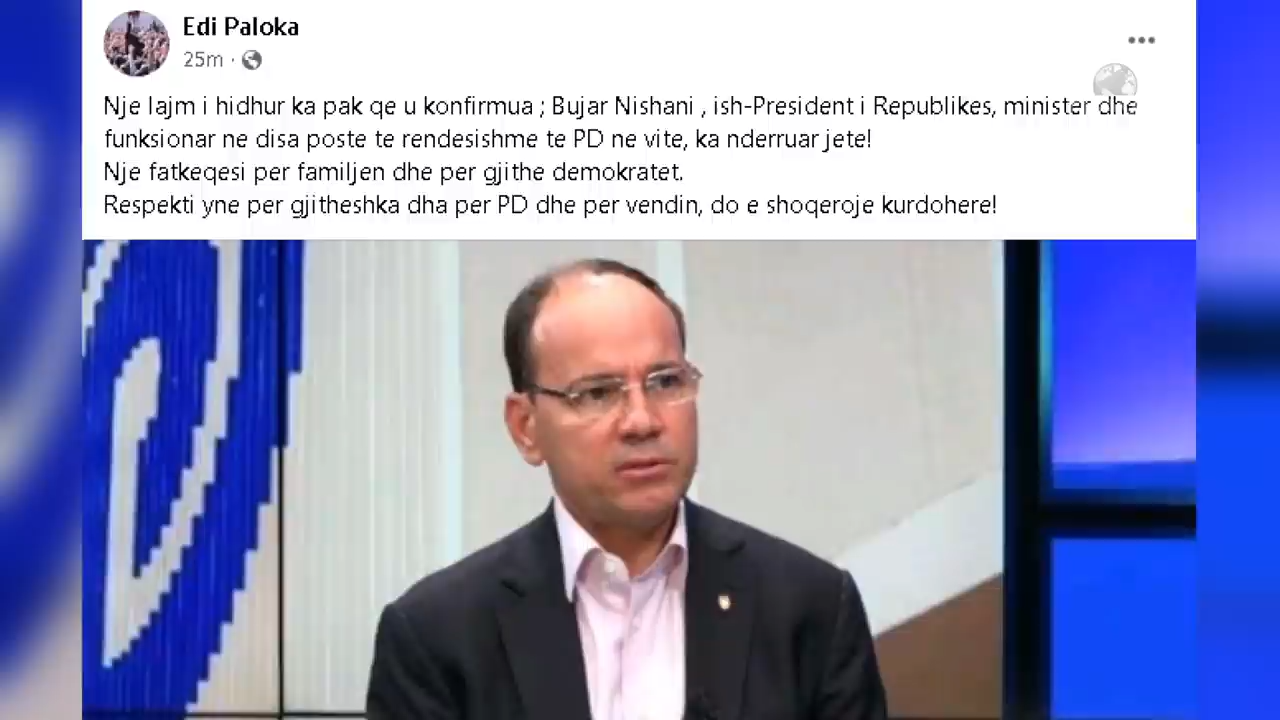 Edi Paloka
25m ·
Nje lajm i hidhur ka pak qe u konfirmua ; Bujar Nishani , ish-President i Republikes, minister dhe
funksionar ne disa poste te rendesishme te PD ne vite, ka nderruar jete!
Nje fatkeqesi per familjen dhe per gjithe demokratet.
Respekti yne per gjitheshka dha per PD dhe per vendin, do e shoqeroje kurdohere!